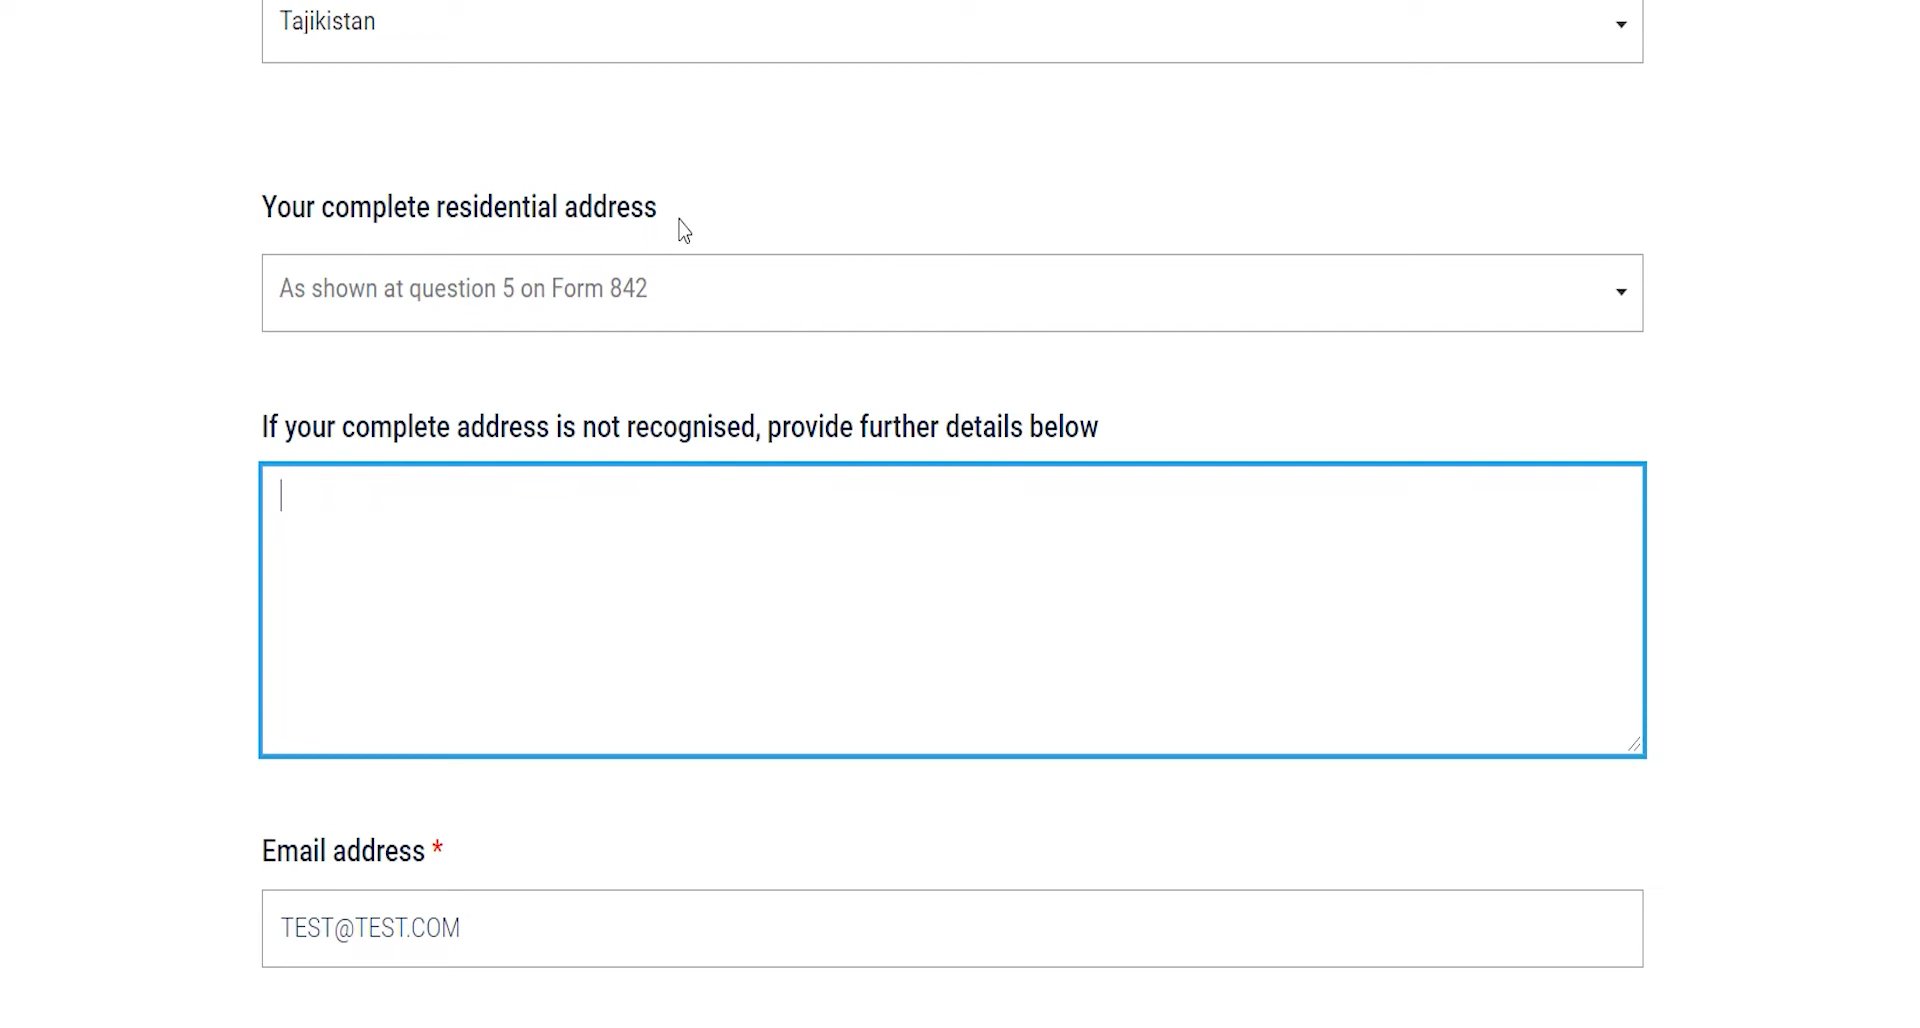 Tajikistan
Your complete residential address
As shown at question 5 on Form 842
If your complete address is not recognised, provide further details below
Email address *
TEST@TEST.COM